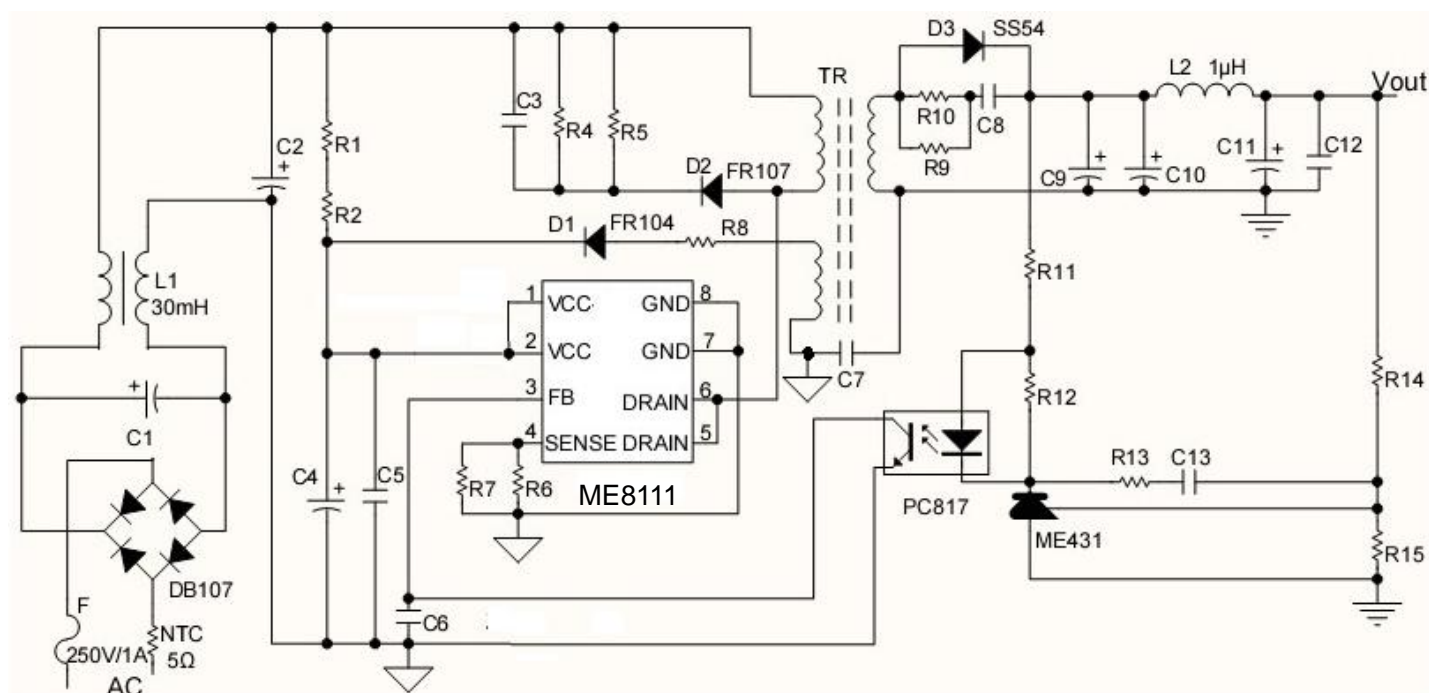 D3 SS54
TR
L2 1µH
Vout
C3
R4
R5
R10
C8
R9
C9
C10
C11
C12
C2
R1
R2
D2 FR107
D1 FR104
R8
L1
30mH
R11
1 VCC GND 8
2 VCC GND 7
3 FB DRAIN 6
4 SENSE DRAIN 5
ME8111
C7
R12
R14
C1
C4
C5
R7
R6
PC817
R13 C13
ME431
R15
DB107
F
250V/1A
NTC
5Ω
AC
C6
+
+
+
+
+
+